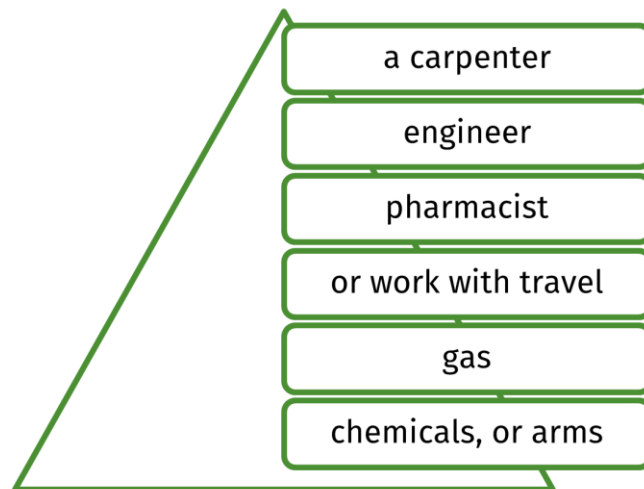 a carpenter
engineer
pharmacist
or work with travel
gas
chemicals, or arms